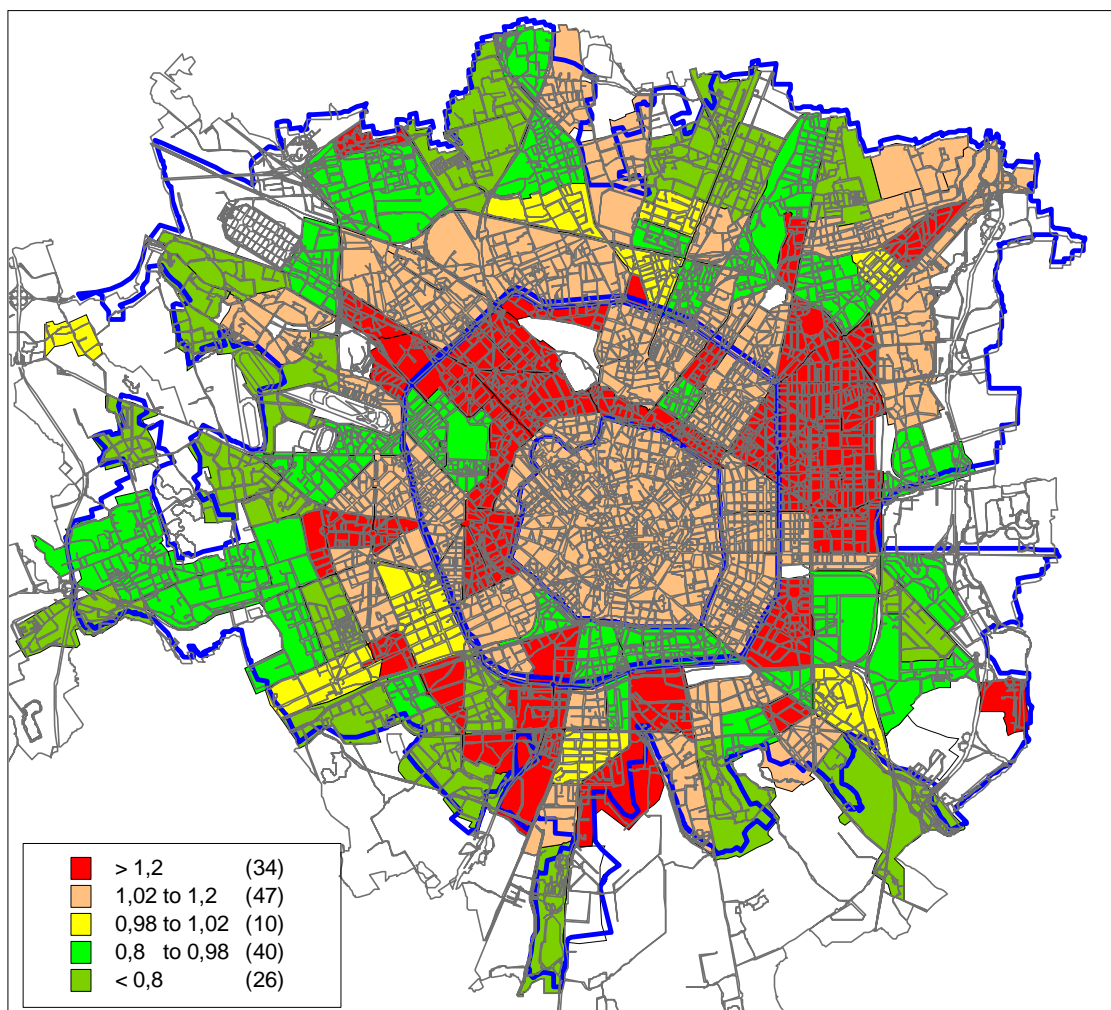 > 1,2 (34)
1,02 to 1,2 (47)
0,98 to 1,02 (10)
0,8 to 0,98 (40)
< 0,8 (26)